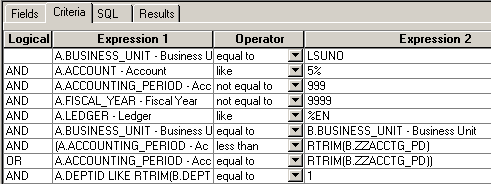 Fields Criteria SQL Results
Logical Expression 1 Operator Expression 2
A.BUSINESS_UNIT - Business U equal to LSUNO
AND A.ACCOUNT - Account like 5%
AND A.ACCOUNTING_PERIOD - Acc not equal to 999
AND A.FISCAL_YEAR - Fiscal Year not equal to 9999
AND A.LEDGER - Ledger like %EN
AND A.BUSINESS_UNIT - Business U equal to B.BUSINESS_UNIT - Business Unit
AND (A.ACCOUNTING_PERIOD - Ac less than RTRIM(B.ZZACCTG_PD)
OR A.ACCOUNTING_PERIOD - Acc equal to RTRIM(B.ZZACCTG_PD))
AND A.DEPTID LIKE RTRIM(B.DEPT equal to 1